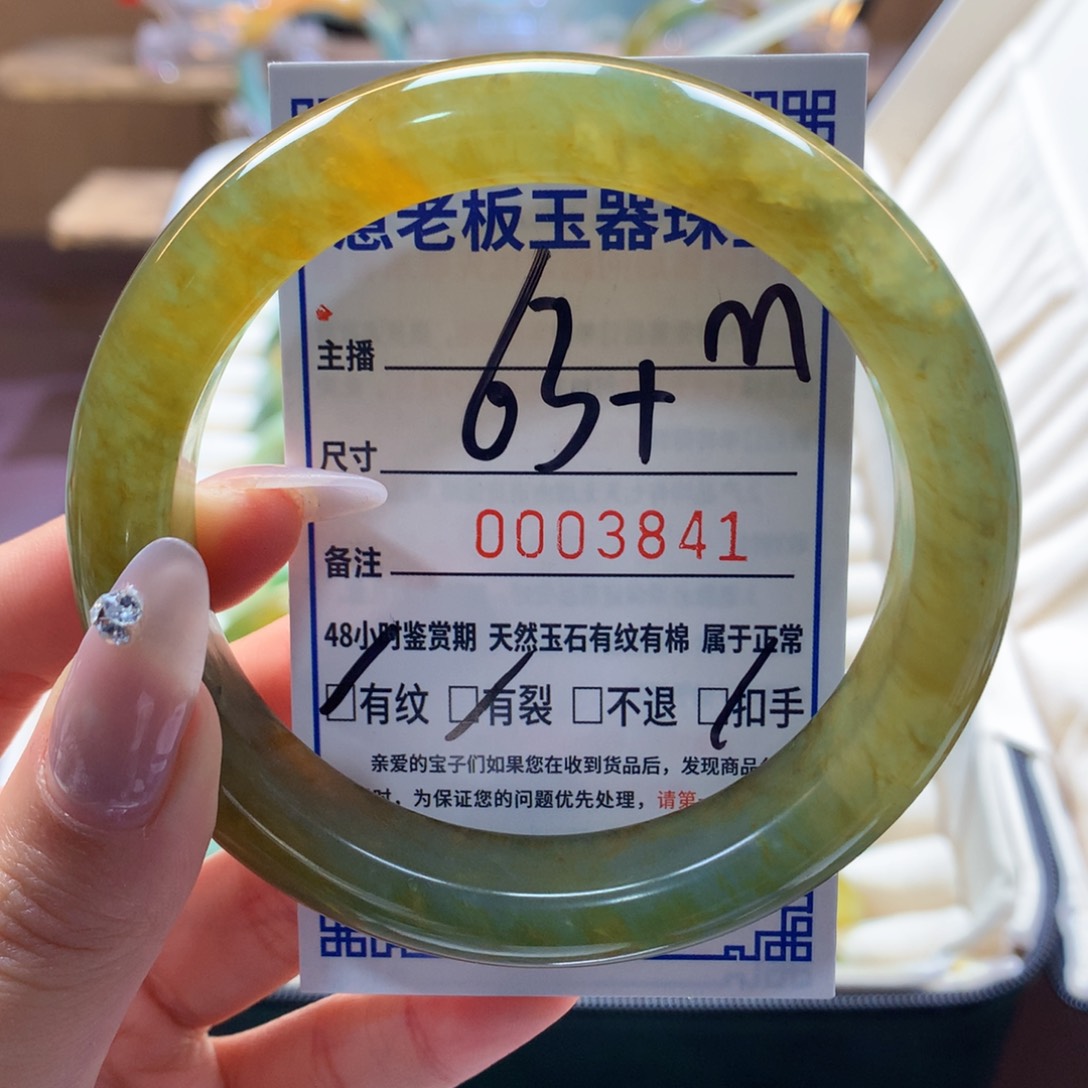 老板玉器珠
m
主播
63+
尺寸
0003841
备注
48小时鉴赏期 天然玉石有纹有棉 属于正常
□有纹 □有裂 □不退 □扣手
亲爱的宝子们如果您在收到货品后，发现商品
时，为保证您的问题优先处理，请第一